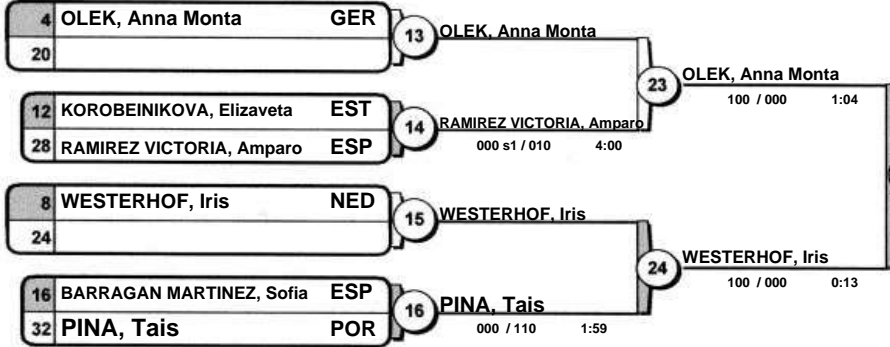 4 OLEK, Anna Monta GER
20
13
OLEK, Anna Monta
12 KOROBEINIKOVA, Elizaveta EST
28 RAMIREZ VICTORIA, Amparo ESP
14
RAMIREZ VICTORIA, Amparo
000 s1 / 010 4:00
23
OLEK, Anna Monta
100 / 000 1:04
8 WESTERHOF, Iris NED
24
15
WESTERHOF, Iris
16 BARRAGAN MARTINEZ, Sofia ESP
32 PINA, Tais POR
16
PINA, Tais
000 / 110 1:59
24
WESTERHOF, Iris
100 / 000 0:13